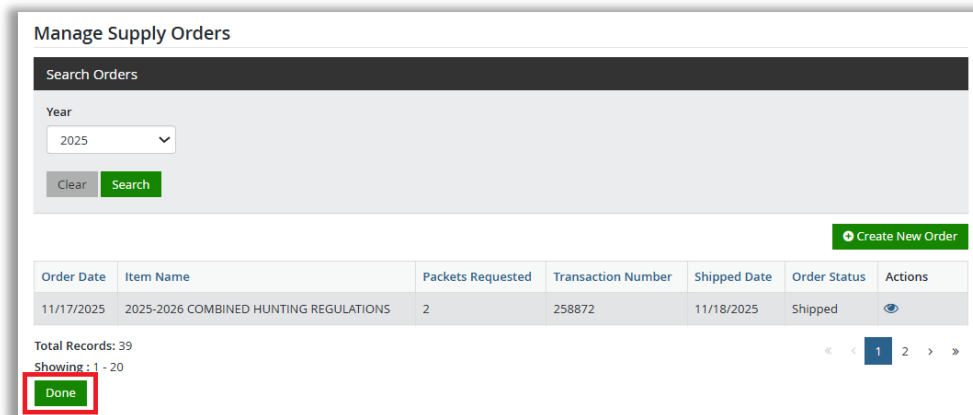 Manage Supply Orders
Search Orders
Year
2025
Clear Search
Create New Order
Order Date Item Name Packets Requested Transaction Number Shipped Date Order Status Actions
11/17/2025 2025-2026 COMBINED HUNTING REGULATIONS 2 258872 11/18/2025 Shipped
Total Records: 39
« < 1 2 > »
Showing : 1 - 20
Done